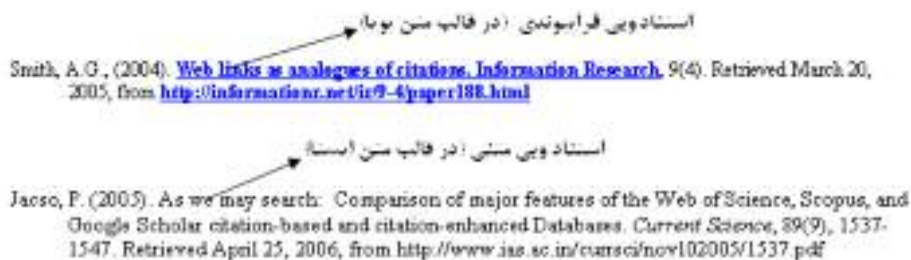 استناد وبی فراپیوندی (در قالب متن پویا)
Smith, A.G., (2004). Web links as analogues of citations. Information Research, 9(4). Retrieved March 20,
2005, from http://informationr.net/ir/9-4/paper188.html
استناد وبی متنی (در قالب متن ایستا)
Jacso, P. (2005). As we may search: Comparison of major features of the Web of Science, Scopus, and
Google Scholar citation-based and citation-enhanced Databases. Current Science, 89(9), 1537-
1547. Retrieved April 25, 2006, from http://www.ias.ac.in/currsci/nov102005/1537.pdf